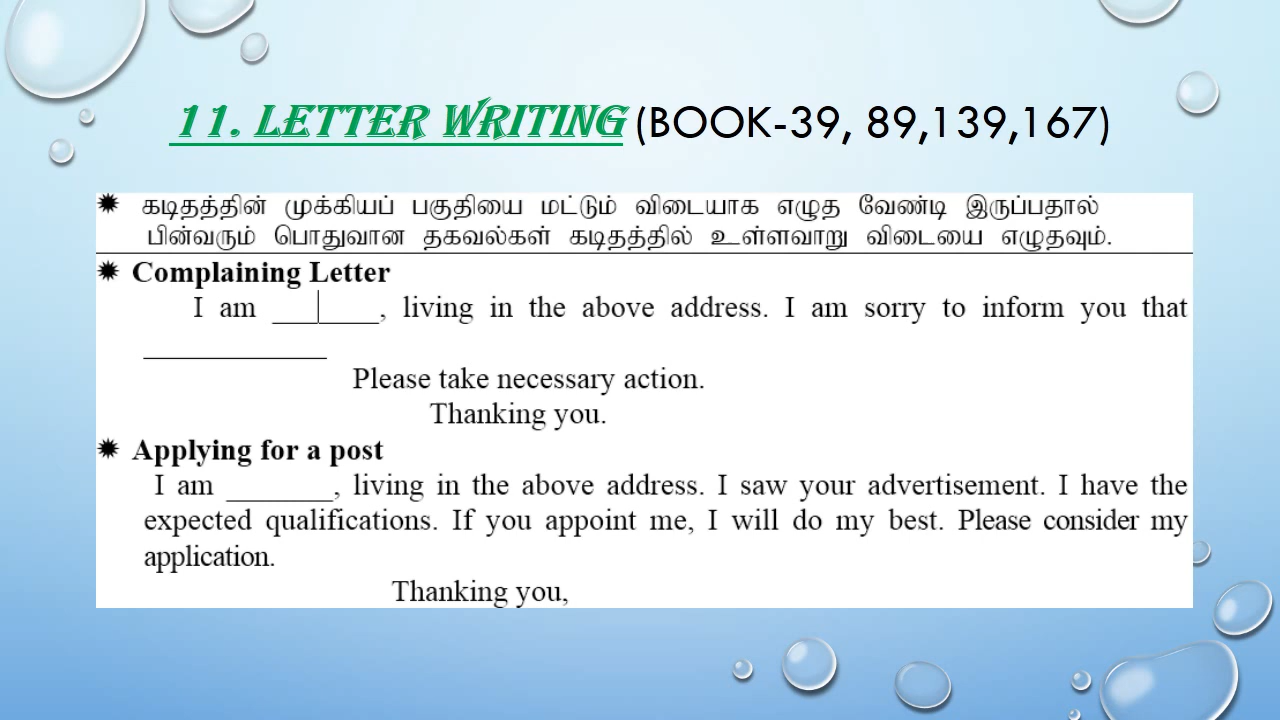 11. LETTER WRITING (BOOK-39, 89,139,167)
✹ கடிதத்தின் முக்கியப் பகுதியை மட்டும் விடையாக எழுத வேண்டி இருப்பதால்
பின்வரும் பொதுவான தகவல்கள் கடிதத்தில் உள்ளவாறு விடையை எழுதவும்.
✹ Complaining Letter
I am _______, living in the above address. I am sorry to inform you that
____________
Please take necessary action.
Thanking you.
✹ Applying for a post
I am _______, living in the above address. I saw your advertisement. I have the
expected qualifications. If you appoint me, I will do my best. Please consider my
application.
Thanking you,